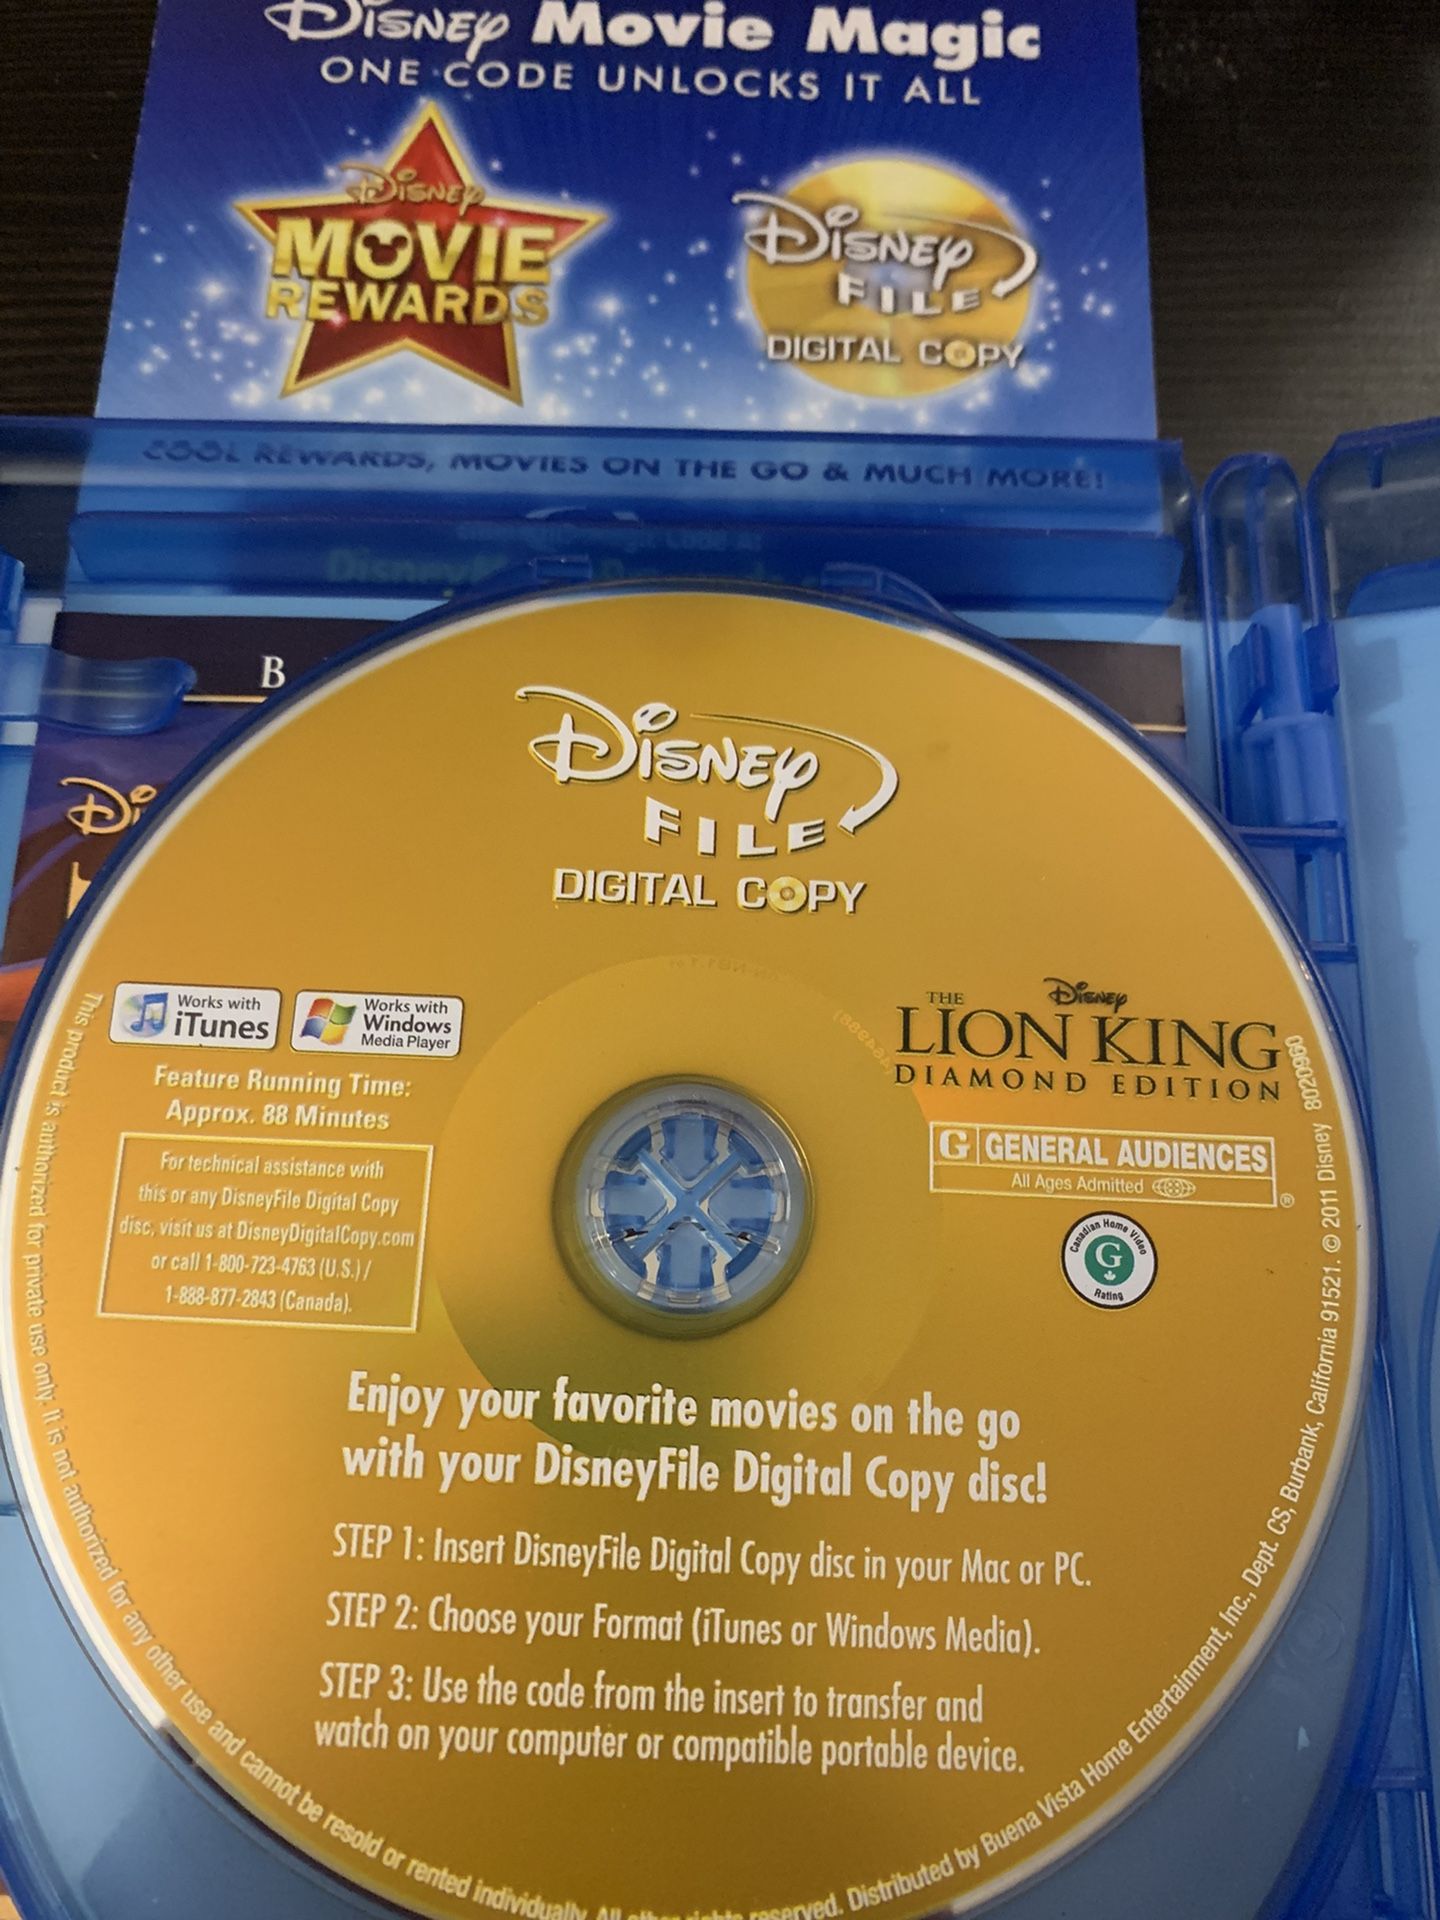 Disney Movie Magic
ONE CODE UNLOCKS IT ALL
Disney
MOVIE
REWARDS
Disney
FILE
DIGITAL COPY
COOL REWARDS, MOVIES ON THE GO & MUCH MORE!
B
Disney
FILE
DIGITAL COPY
Works with
iTunes
Works with
Windows
Media Player
Feature Running Time:
Approx. 88 Minutes
For technical assistance with
this or any DisneyFile Digital Copy
disc, visit us at DisneyDigitalCopy.com
or call 1-800-723-4763 (U.S.) /
1-888-877-2843 (Canada).
Disney
THE
LION KING
DIAMOND EDITION
G GENERAL AUDIENCES
All Ages Admitted
®
Canadian Home Video
G
Rating
Enjoy your favorite movies on the go
with your DisneyFile Digital Copy disc!
STEP 1: Insert DisneyFile Digital Copy disc in your Mac or PC.
STEP 2: Choose your Format (iTunes or Windows Media).
STEP 3: Use the code from the insert to transfer and
watch on your computer or compatible portable device.
This product is authorized for private use only. It is not authorized for any other use and cannot be resold or rented individually. All other rights reserved. Distributed by Buena Vista Home Entertainment, Inc., Dept. CS, Burbank, California 91521. © 2011 Disney 8020960